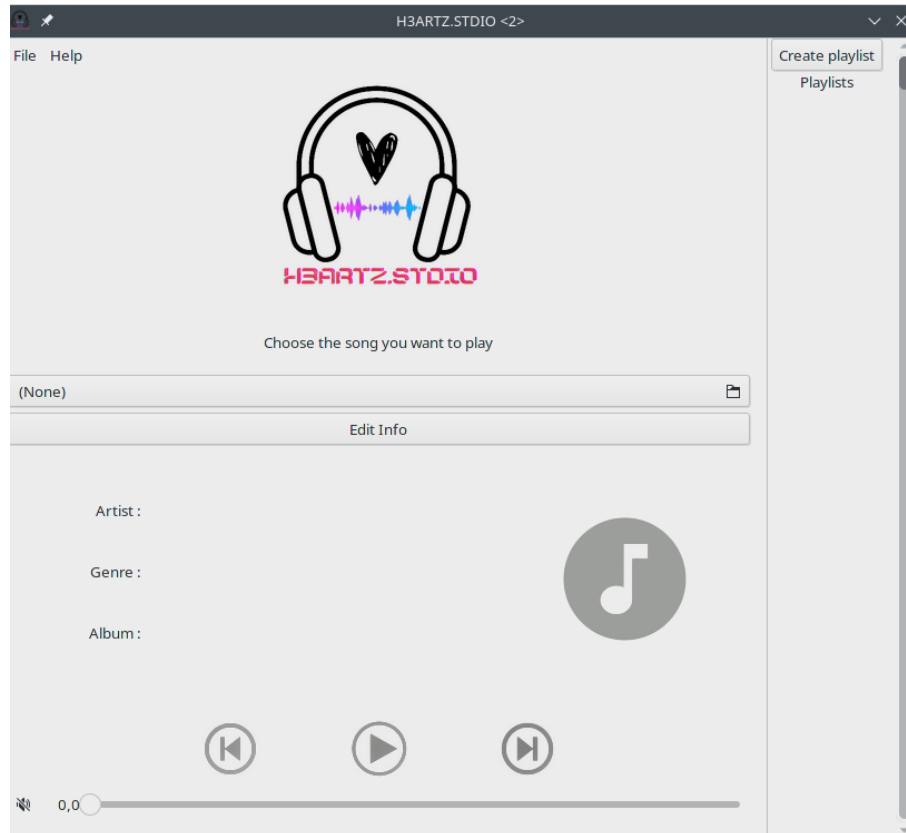 H3ARTZ.STDIO <2>
File Help
Create playlist
Playlists
H3ARTZ.STDIO
Choose the song you want to play
(None)
Edit Info
Artist :
Genre :
Album :
0,0